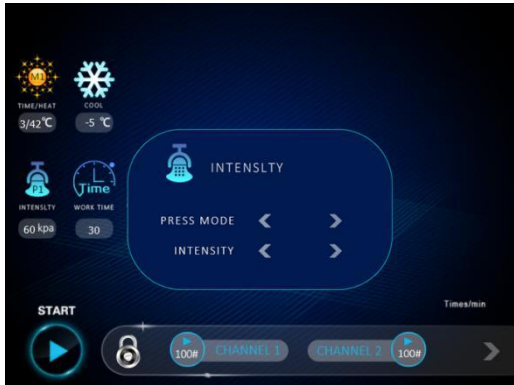 M1
TIME/HEAT
COOL
3/42℃
-5 ℃
P1
Time
INTENSLTY
WORK TIME
60 kpa
30
INTENSLTY
PRESS MODE
INTENSITY
Times/min
START
100#
CHANNEL 1
CHANNEL 2
100#